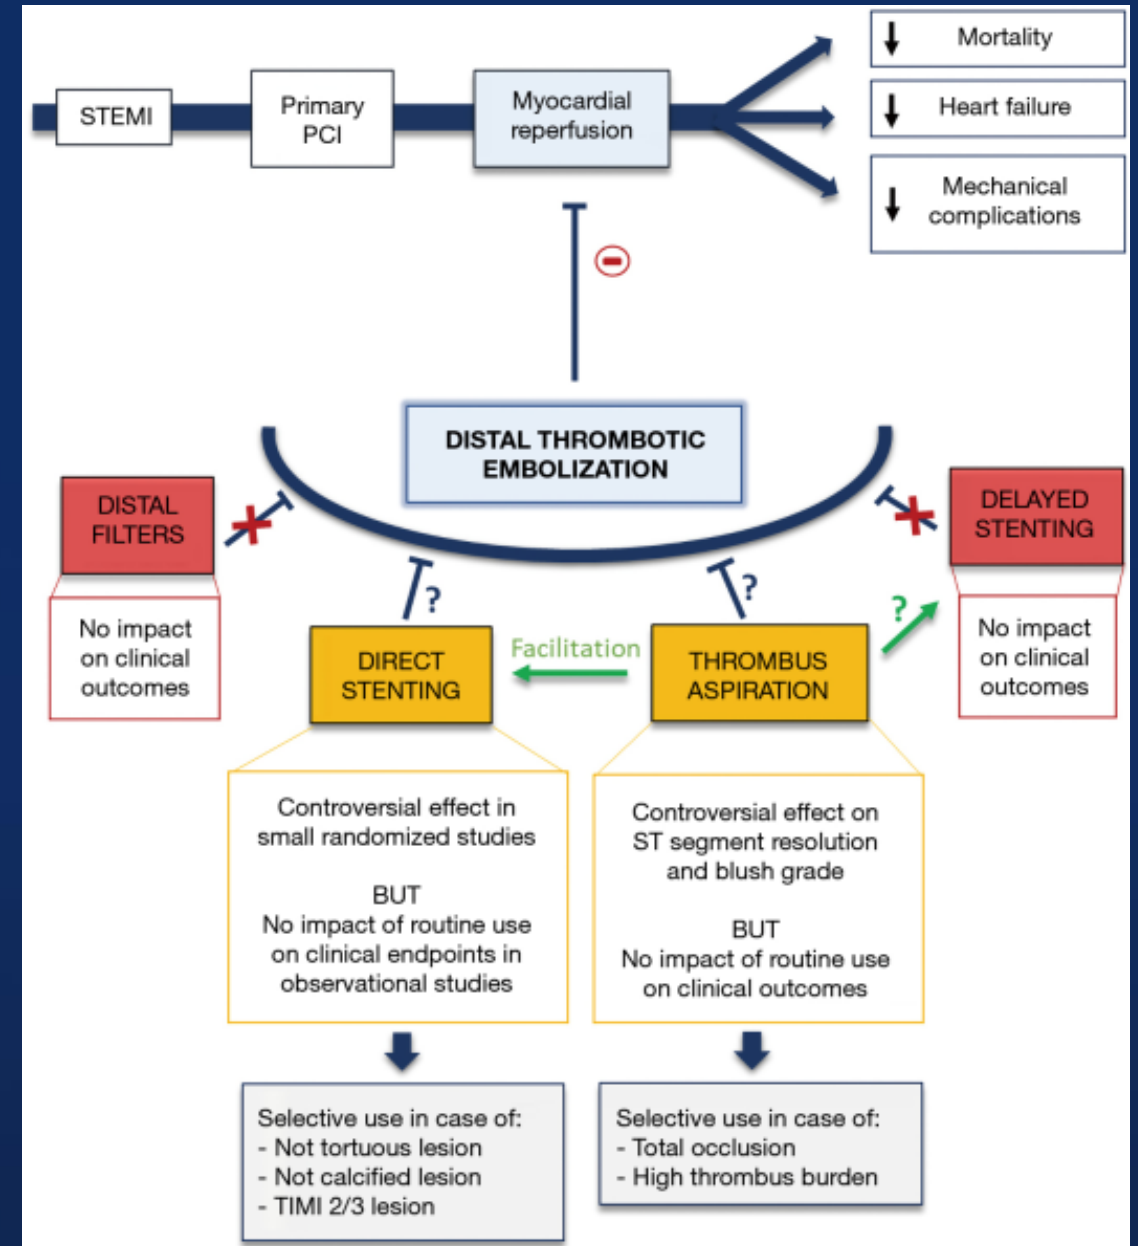 STEMI
Primary
PCI
Myocardial
reperfusion
Mortality
Heart failure
Mechanical
complications
DISTAL THROMBOTIC
EMBOLIZATION
DISTAL
FILTERS
No impact
on clinical
outcomes
DELAYED
STENTING
No impact
on clinical
outcomes
?
?
?
Facilitation
DIRECT
STENTING
THROMBUS
ASPIRATION
Controversial effect in
small randomized studies
BUT
No impact of routine use
on clinical endpoints in
observational studies
Controversial effect on
ST segment resolution
and blush grade
BUT
No impact of routine use
on clinical outcomes
Selective use in case of:
- Not tortuous lesion
- Not calcified lesion
- TIMI 2/3 lesion
Selective use in case of:
- Total occlusion
- High thrombus burden